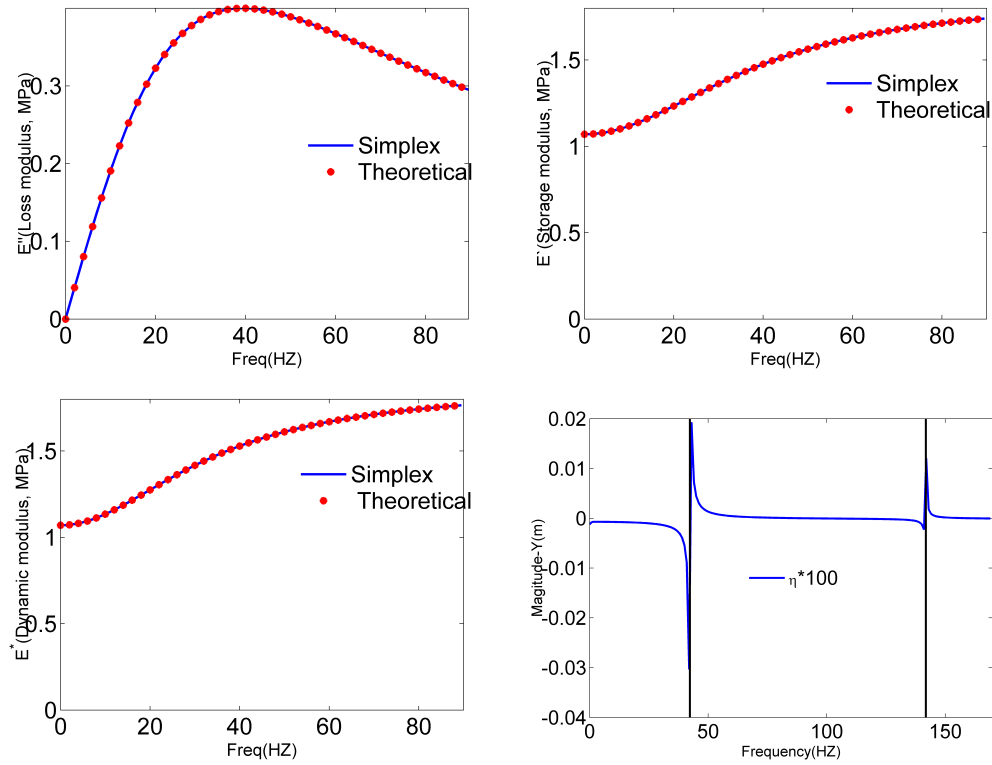 E"(Loss modulus, MPa)
0.3
0.2
0.1
0
Simplex
Theoretical
0
20
40
60
80
Freq(HZ)
E`(Storage modulus, MPa)
1.5
1
0.5
0
Simplex
Theoretical
0
20
40
60
80
Freq(HZ)
E*(Dynamic modulus, MPa)
1.5
1
0.5
0
Simplex
Theoretical
0
20
40
60
80
Freq(HZ)
Magitude-Y(m)
0.02
0.01
0
-0.01
-0.02
-0.03
-0.04
η*100
0
50
100
150
Frequency(HZ)